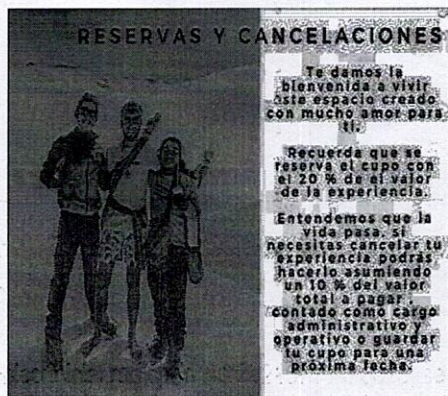 RESERVAS Y CANCELACIONES
Te damos la
bienvenida a vivir
este espacio creado
con mucho amor para
ti.
Recuerda que se
reserva el cupo con
el 20 % de el valor
de la experiencia.
Entendemos que la
vida pasa, si
necesitas cancelar tu
experiencia podrás
hacerlo asumiendo
un 10 % del valor
total a pagar ,
contado como cargo
administrativo y
operativo o guardar
tu cupo para una
próxima fecha.